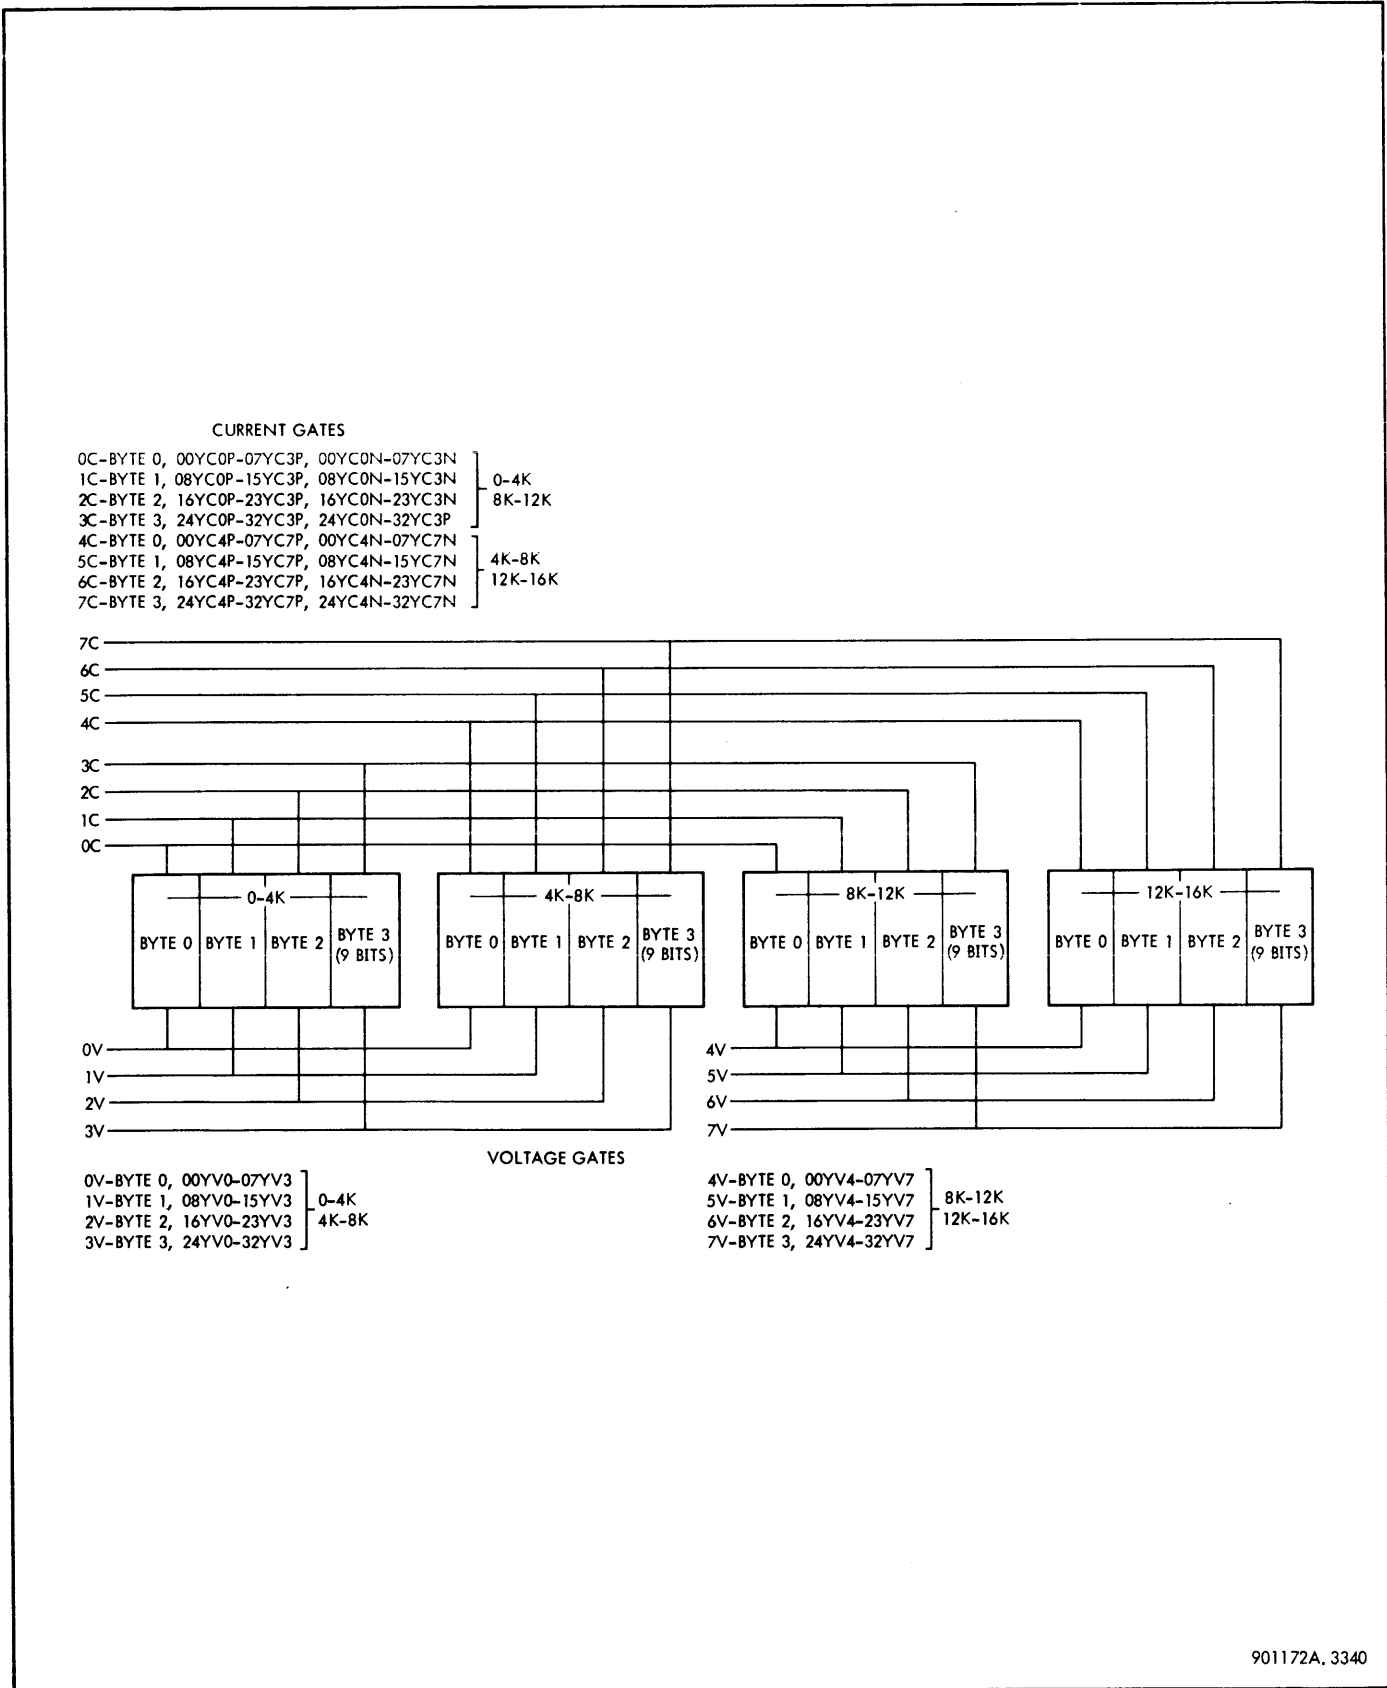 CURRENT GATES
0C-BYTE 0, 00YC0P-07YC3P, 00YC0N-07YC3N
1C-BYTE 1, 08YC0P-15YC3P, 08YC0N-15YC3N
2C-BYTE 2, 16YC0P-23YC3P, 16YC0N-23YC3N
3C-BYTE 3, 24YC0P-32YC3P, 24YC0N-32YC3P
0-4K
8K-12K
4C-BYTE 0, 00YC4P-07YC7P, 00YC4N-07YC7N
5C-BYTE 1, 08YC4P-15YC7P, 08YC4N-15YC7N
6C-BYTE 2, 16YC4P-23YC7P, 16YC4N-23YC7N
7C-BYTE 3, 24YC4P-32YC7P, 24YC4N-32YC7N
4K-8K
12K-16K
7C
6C
5C
4C
3C
2C
1C
0C
0-4K
BYTE 0 BYTE 1 BYTE 2 BYTE 3
(9 BITS)
4K-8K
BYTE 0 BYTE 1 BYTE 2 BYTE 3
(9 BITS)
8K-12K
BYTE 0 BYTE 1 BYTE 2 BYTE 3
(9 BITS)
12K-16K
BYTE 0 BYTE 1 BYTE 2 BYTE 3
(9 BITS)
0V
1V
2V
3V
4V
5V
6V
7V
VOLTAGE GATES
0V-BYTE 0, 00YV0-07YV3
1V-BYTE 1, 08YV0-15YV3
2V-BYTE 2, 16YV0-23YV3
3V-BYTE 3, 24YV0-32YV3
0-4K
4K-8K
4V-BYTE 0, 00YV4-07YV7
5V-BYTE 1, 08YV4-15YV7
6V-BYTE 2, 16YV4-23YV7
7V-BYTE 3, 24YV4-32YV7
8K-12K
12K-16K
901172A. 3340